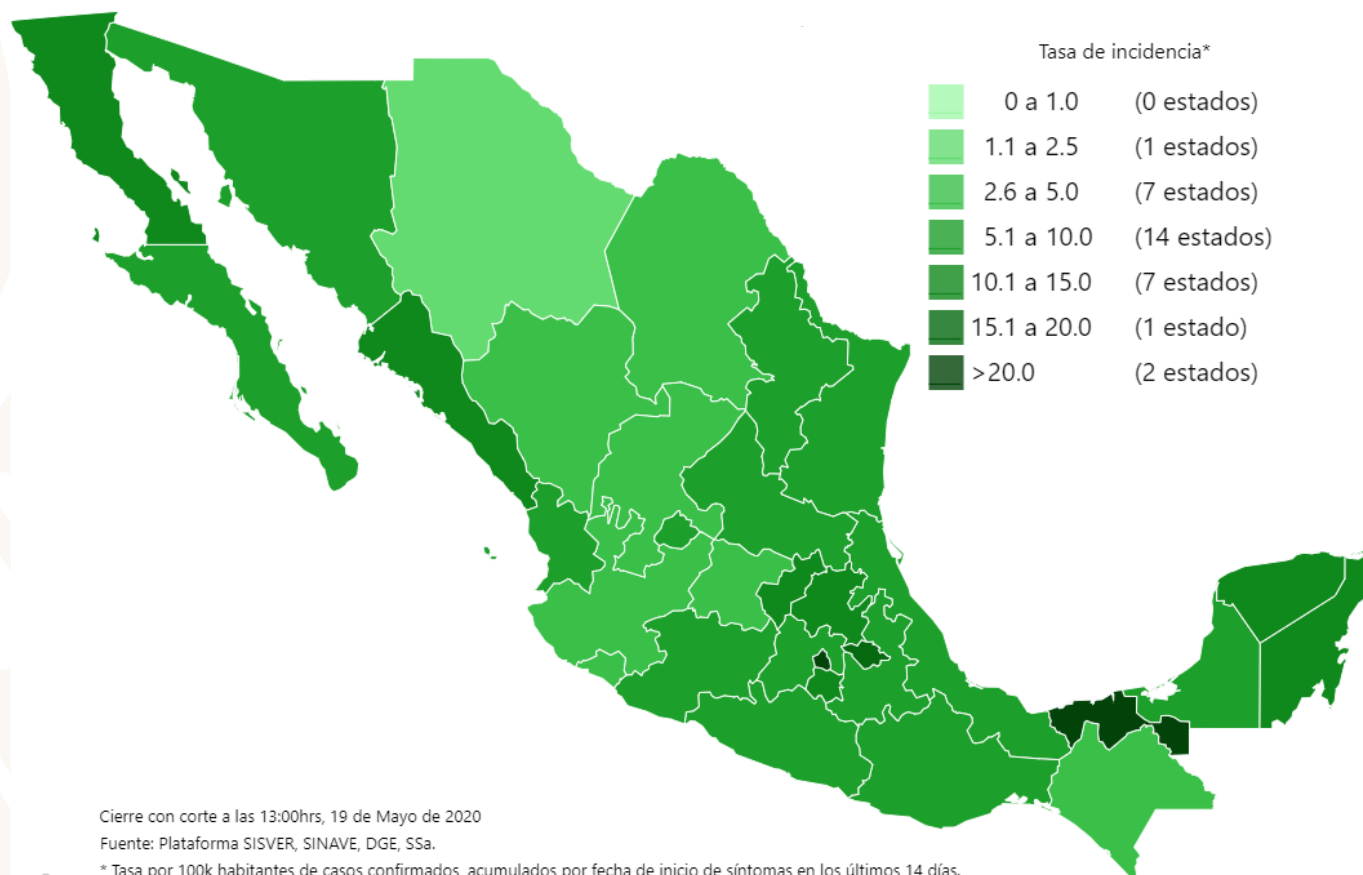 Tasa de incidencia*
0 a 1.0 (0 estados)
1.1 a 2.5 (1 estados)
2.6 a 5.0 (7 estados)
5.1 a 10.0 (14 estados)
10.1 a 15.0 (7 estados)
15.1 a 20.0 (1 estado)
>20.0 (2 estados)
Cierre con corte a las 13:00hrs, 19 de Mayo de 2020
Fuente: Plataforma SISVER, SINAVE, DGE, SSa.
* Tasa por 100k habitantes de casos confirmados, acumulados por fecha de inicio de síntomas en los últimos 14 días.